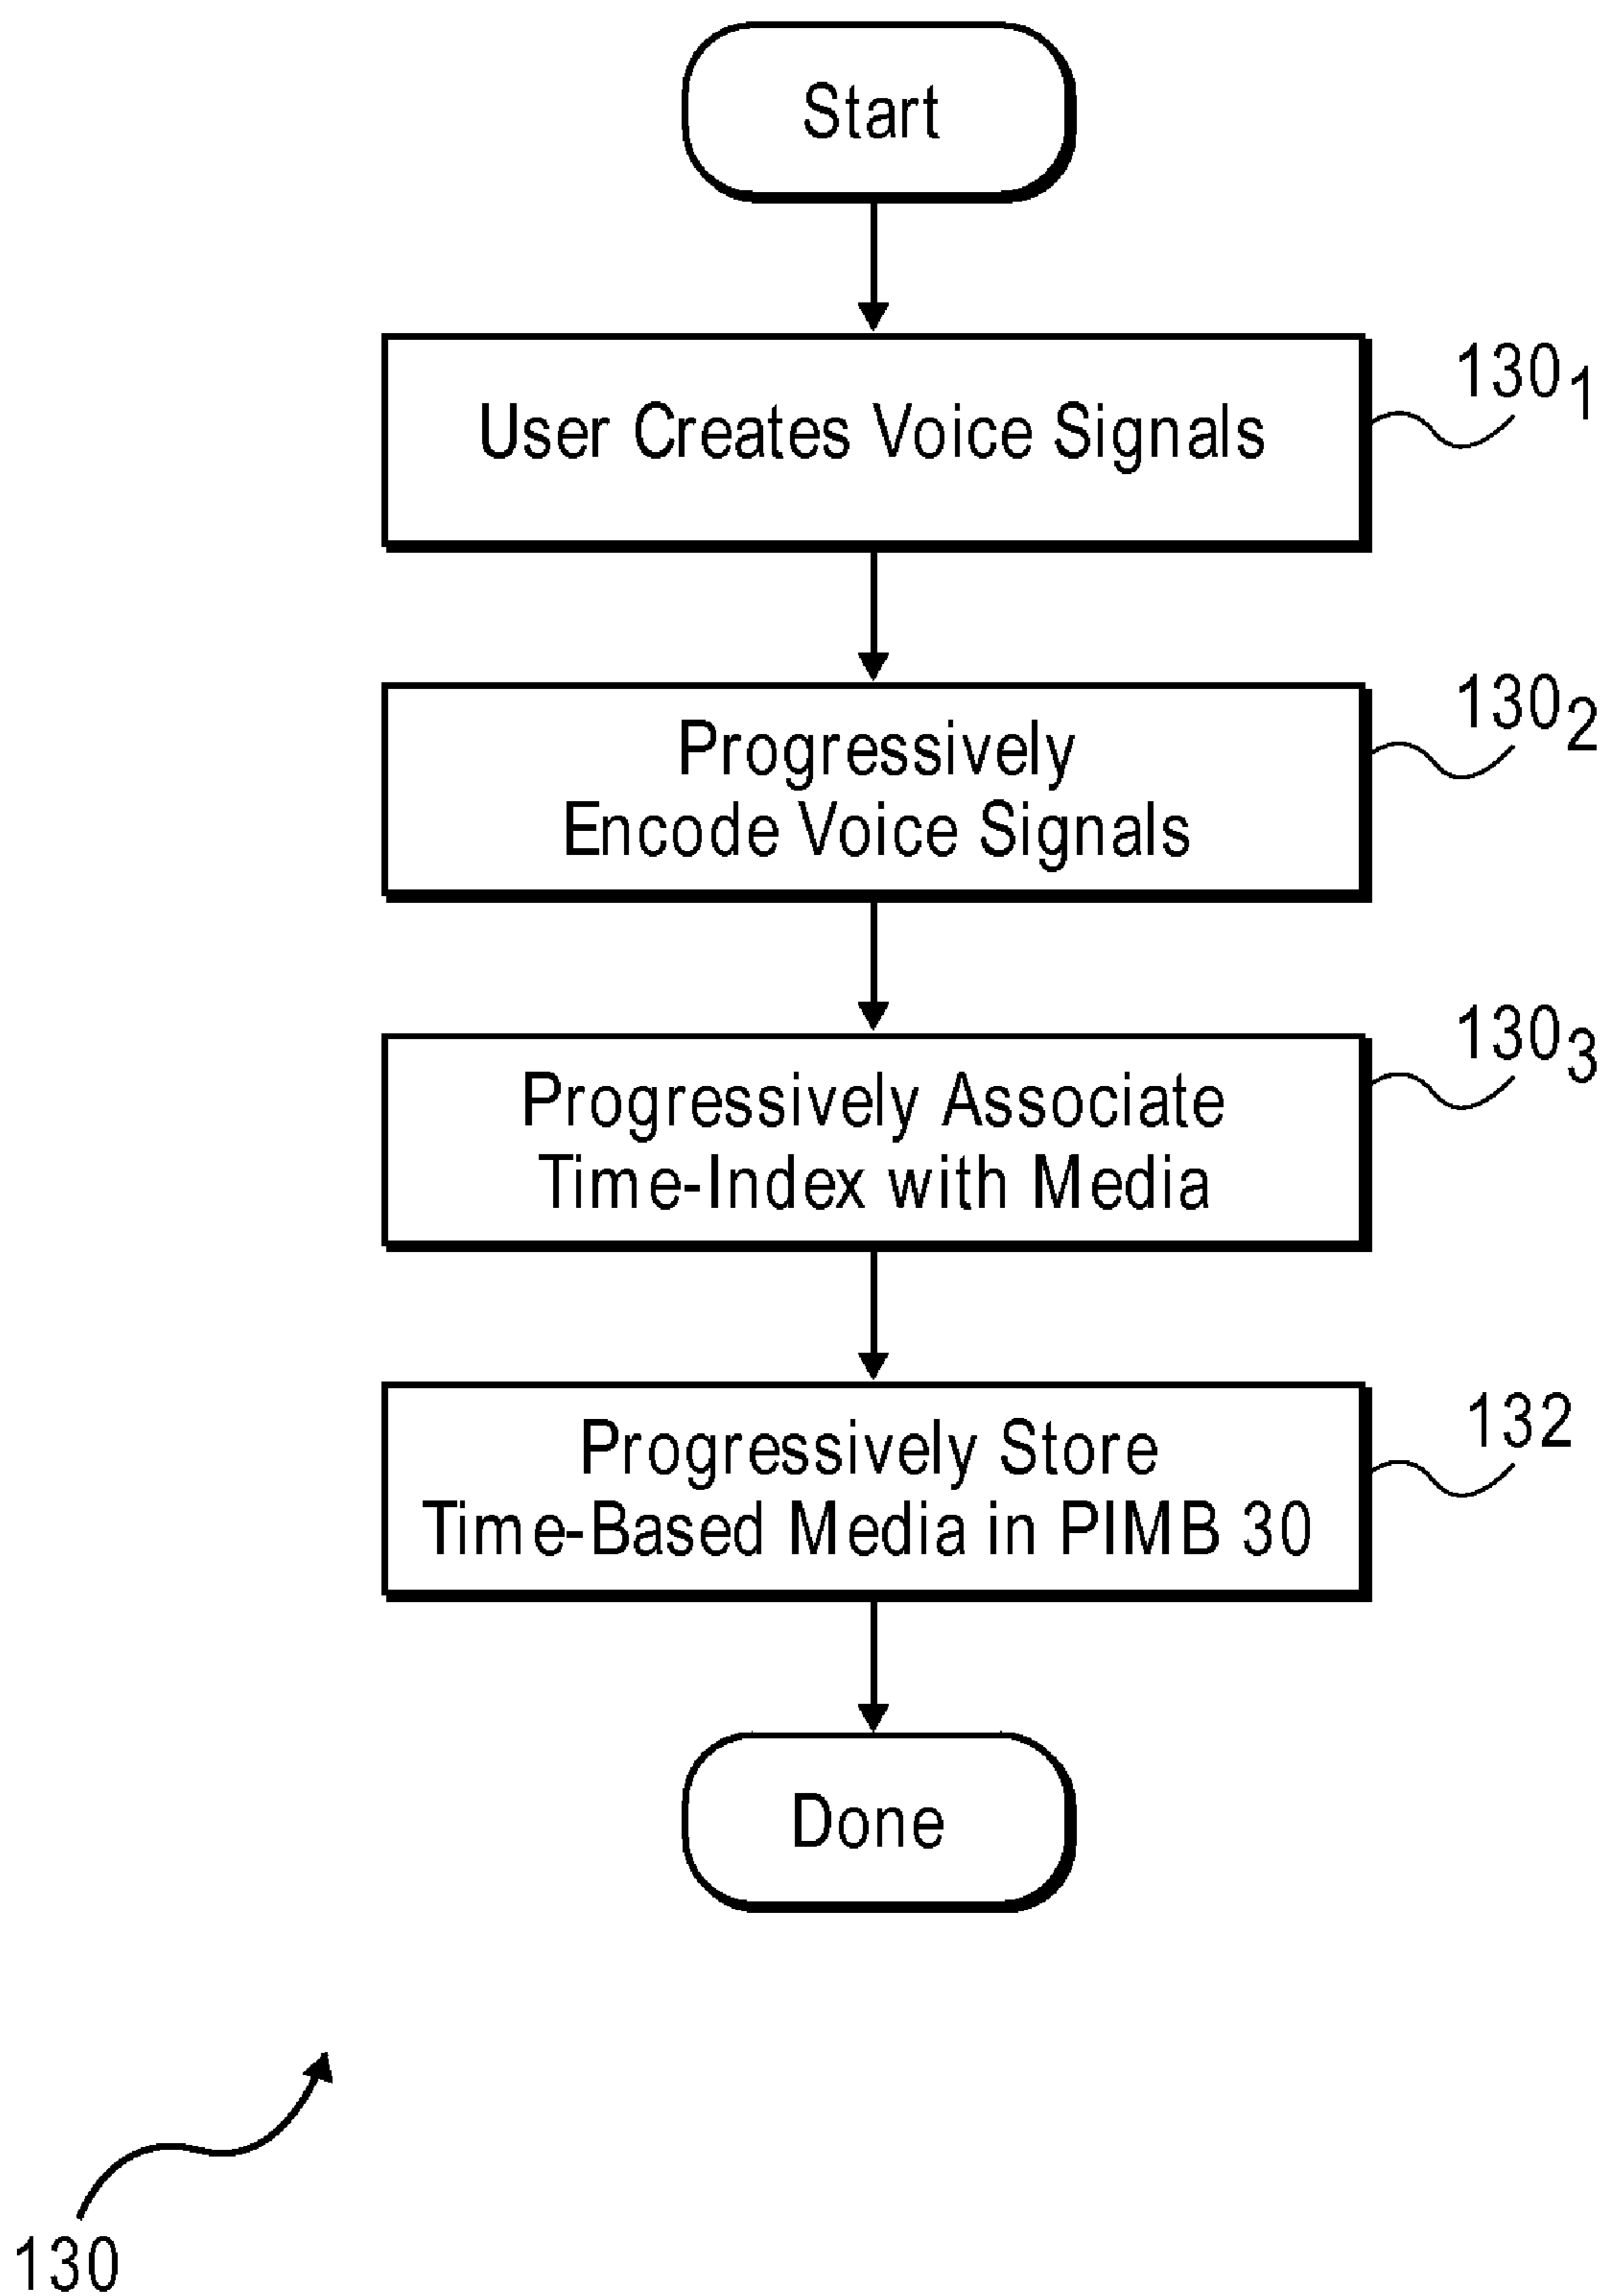 Start
User Creates Voice Signals
130₁
Progressively
Encode Voice Signals
130₂
Progressively Associate
Time-Index with Media
130₃
Progressively Store
Time-Based Media in PIMB 30
132
Done
130